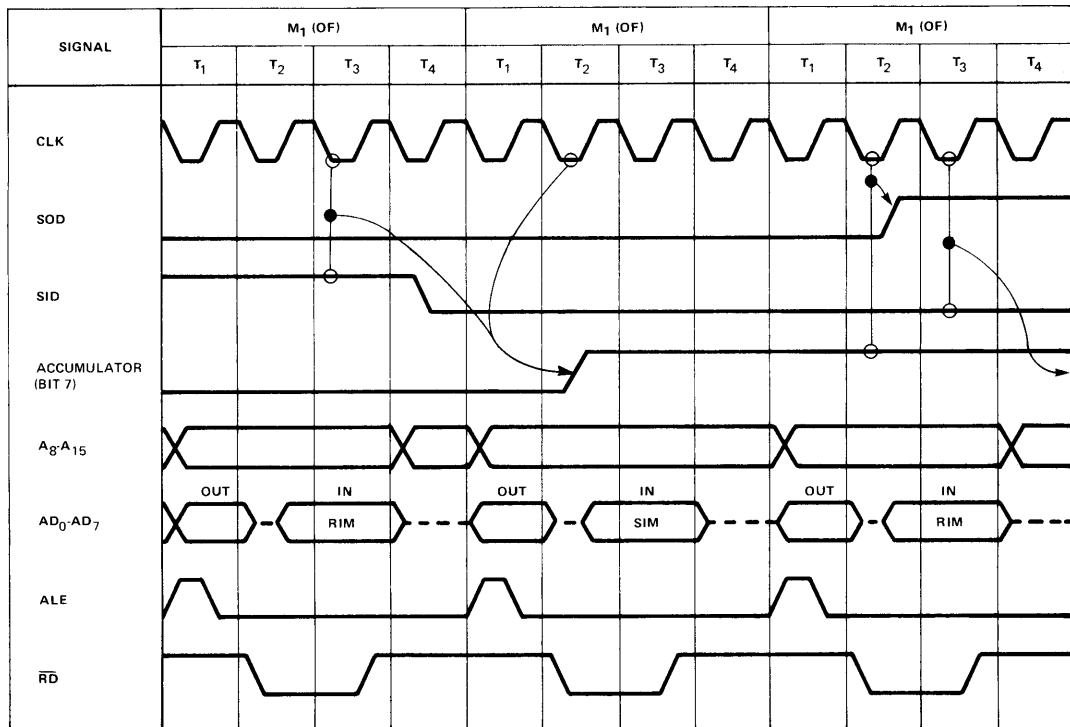 SIGNAL
M1 (OF) M1 (OF) M1 (OF)
T1 T2 T3 T4 T1 T2 T3 T4 T1 T2 T3 T4
CLK
SOD
SID
ACCUMULATOR
(BIT 7)
A8-A15
OUT IN OUT IN OUT IN
AD0-AD7 RIM SIM RIM
ALE
RD